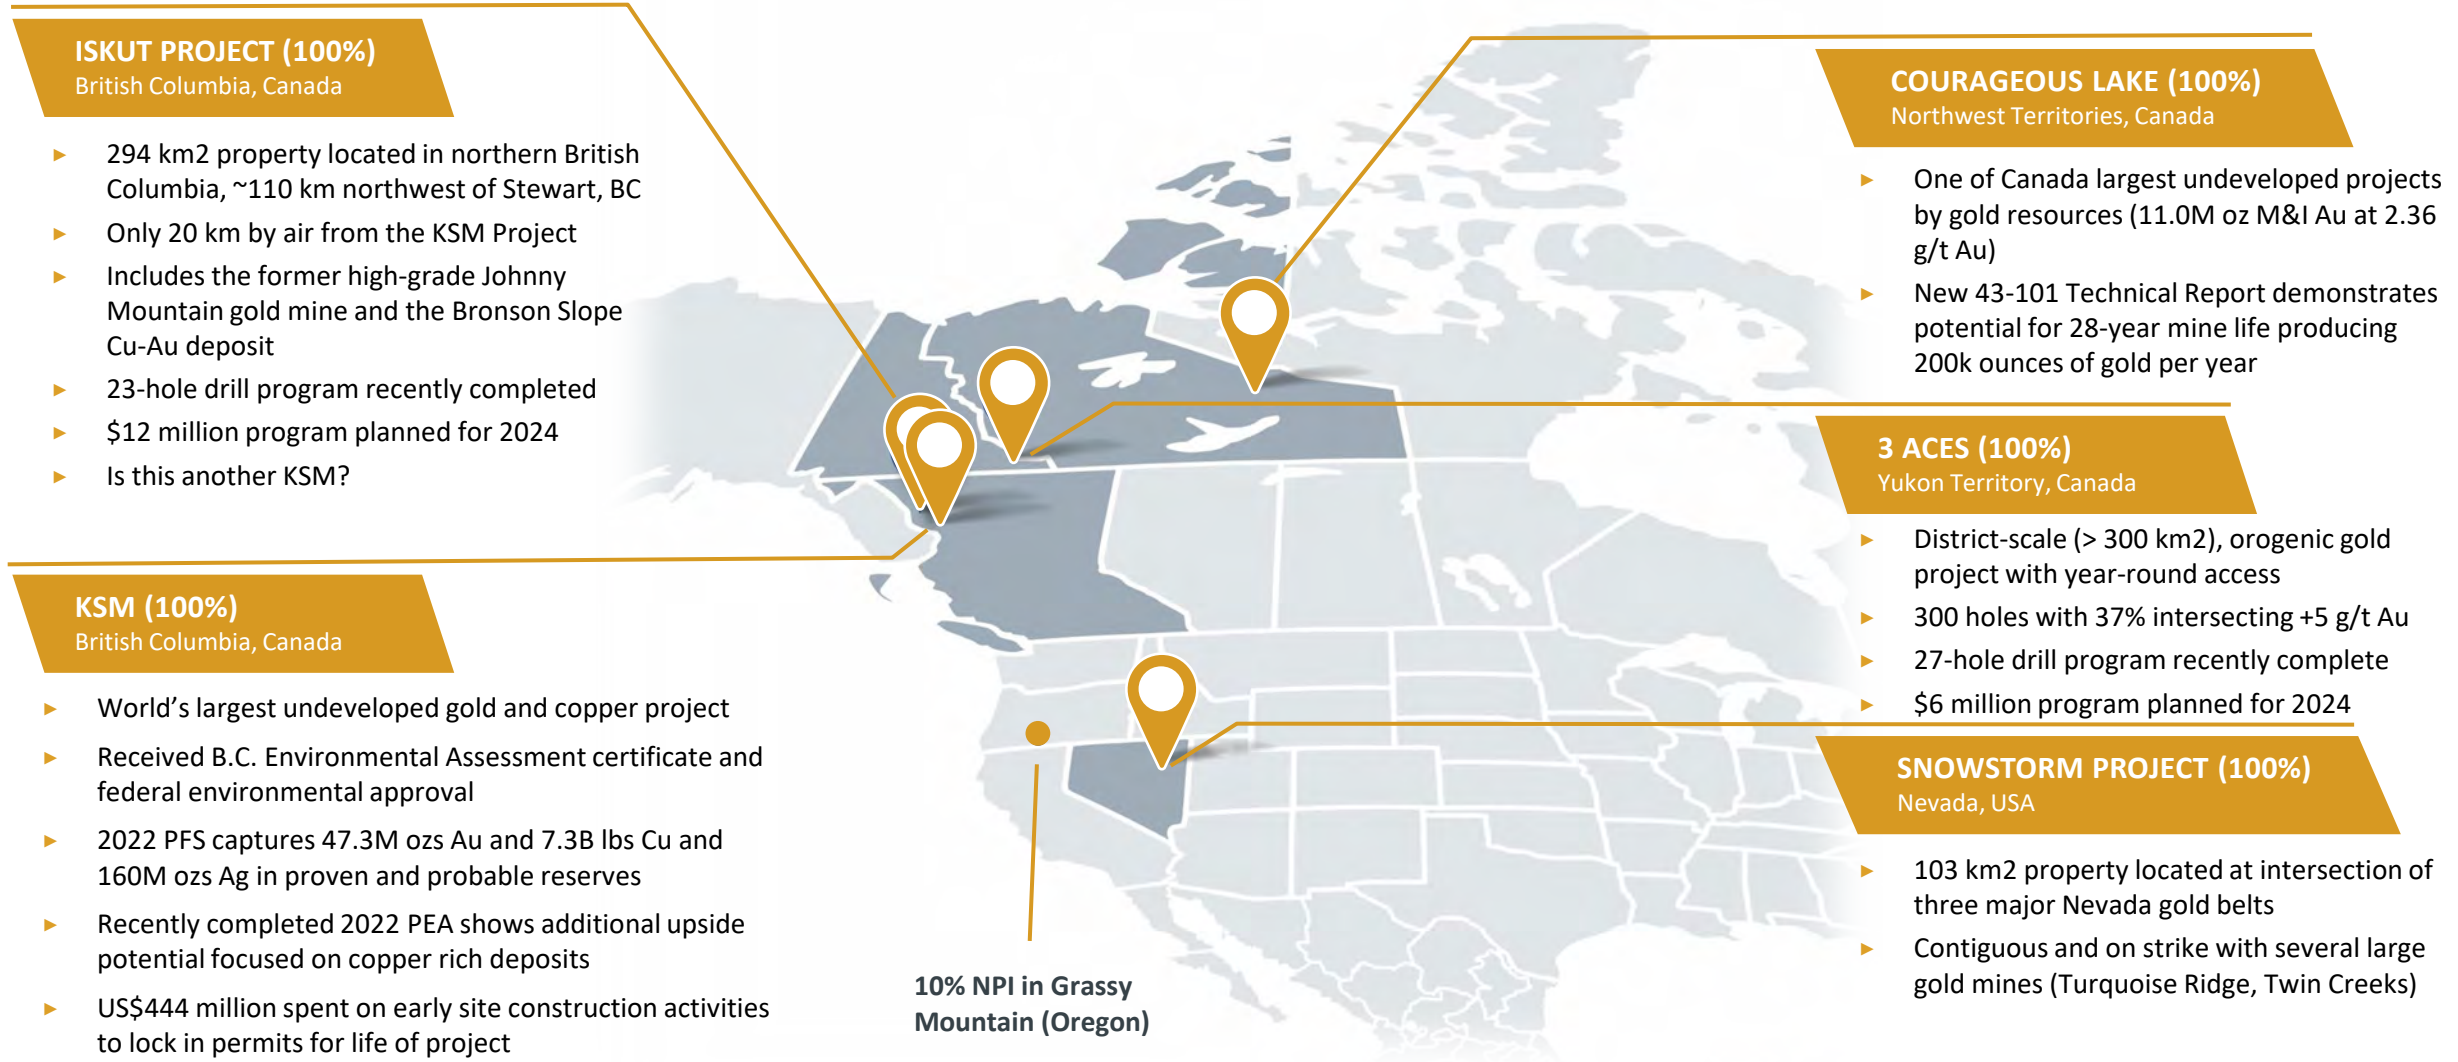 ISKUT PROJECT (100%)
British Columbia, Canada
► 294 km2 property located in northern British
Columbia, ~110 km northwest of Stewart, BC
► Only 20 km by air from the KSM Project
► Includes the former high-grade Johnny
Mountain gold mine and the Bronson Slope
Cu-Au deposit
► 23-hole drill program recently completed
► $12 million program planned for 2024
► Is this another KSM?
KSM (100%)
British Columbia, Canada
► World’s largest undeveloped gold and copper project
► Received B.C. Environmental Assessment certificate and
federal environmental approval
► 2022 PFS captures 47.3M ozs Au and 7.3B lbs Cu and
160M ozs Ag in proven and probable reserves
► Recently completed 2022 PEA shows additional upside
potential focused on copper rich deposits
► US$444 million spent on early site construction activities
to lock in permits for life of project
10% NPI in Grassy
Mountain (Oregon)
COURAGEOUS LAKE (100%)
Northwest Territories, Canada
► One of Canada largest undeveloped projects
by gold resources (11.0M oz M&I Au at 2.36
g/t Au)
► New 43-101 Technical Report demonstrates
potential for 28-year mine life producing
200k ounces of gold per year
3 ACES (100%)
Yukon Territory, Canada
► District-scale (> 300 km2), orogenic gold
project with year-round access
► 300 holes with 37% intersecting +5 g/t Au
► 27-hole drill program recently complete
► $6 million program planned for 2024
SNOWSTORM PROJECT (100%)
Nevada, USA
► 103 km2 property located at intersection of
three major Nevada gold belts
► Contiguous and on strike with several large
gold mines (Turquoise Ridge, Twin Creeks)